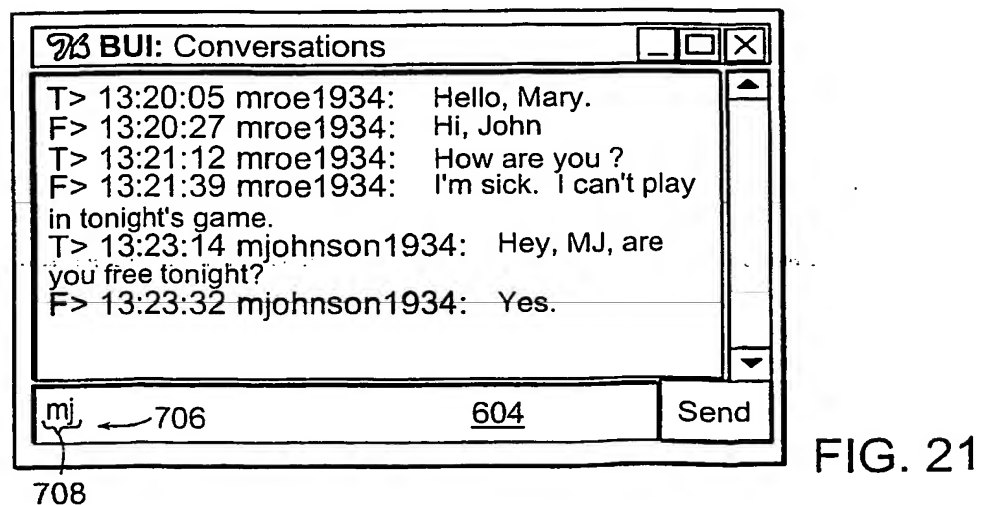 BUI: Conversations
T> 13:20:05 mroe1934: Hello, Mary.
F> 13:20:27 mroe1934: Hi, John
T> 13:21:12 mroe1934: How are you ?
F> 13:21:39 mroe1934: I'm sick. I can't play
in tonight's game.
T> 13:23:14 mjohnson1934: Hey, MJ, are
you free tonight?
F> 13:23:32 mjohnson1934: Yes.
mj 706 604 Send
708
FIG. 21